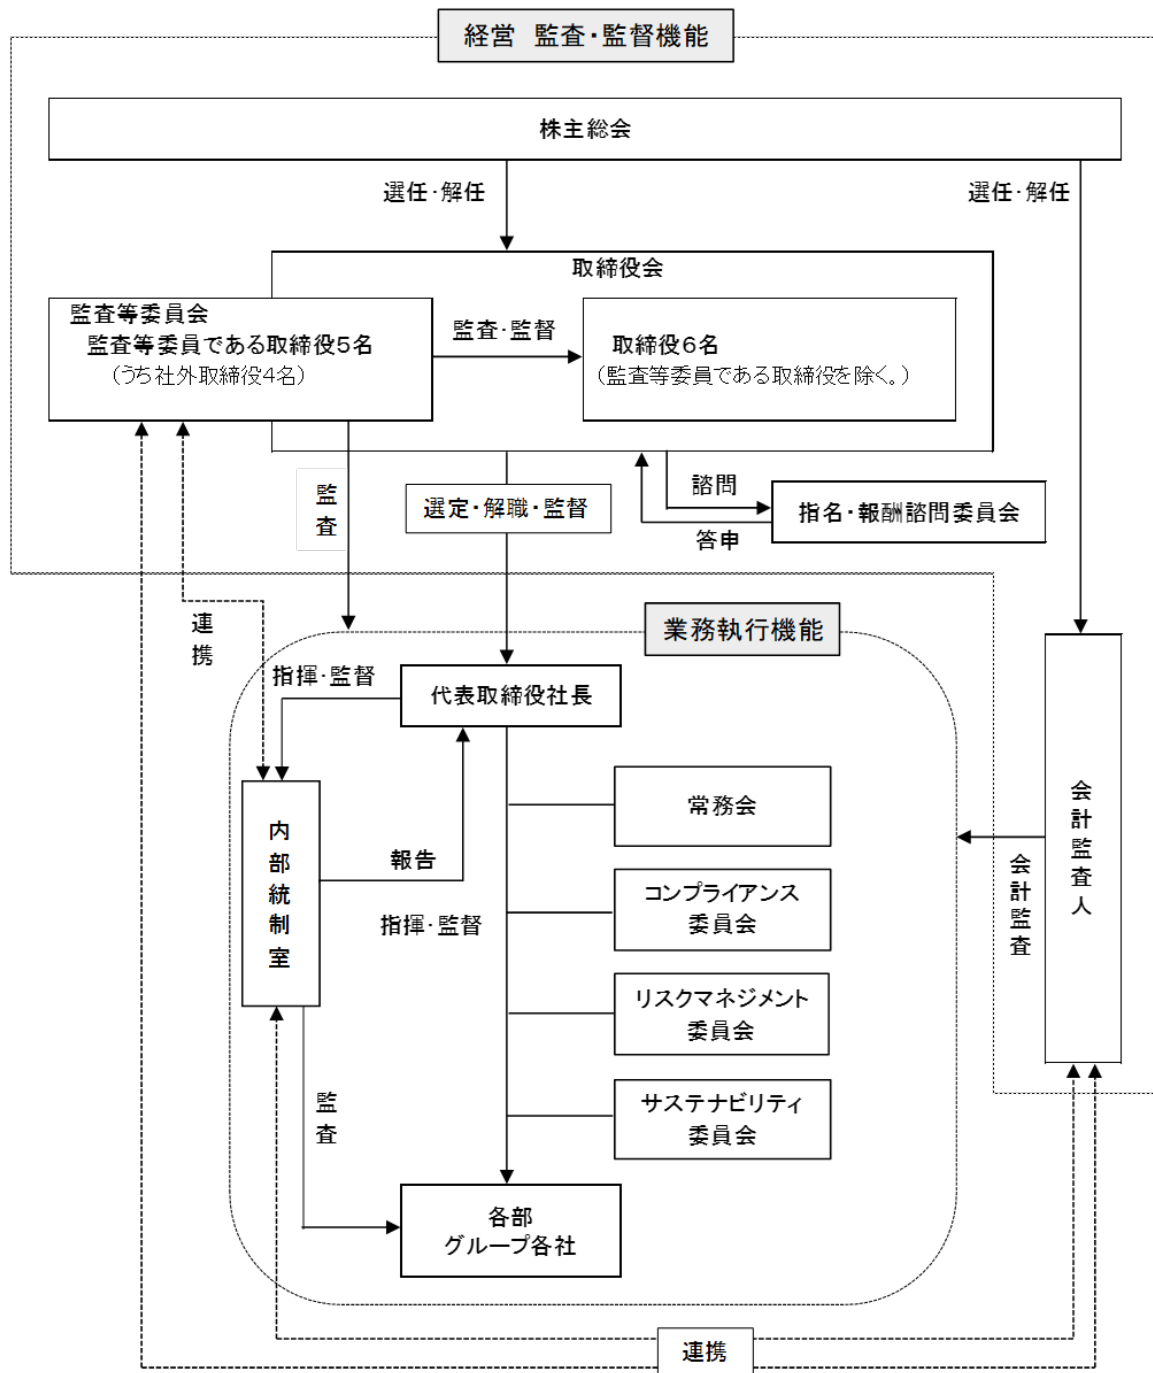 経営　監査・監督機能
株主総会
選任・解任
選任・解任
取締役会
監査等委員会
監査等委員である取締役5名
（うち社外取締役4名）
監査・監督
取締役6名
（監査等委員である取締役を除く。）
監査
選定・解職・監督
諮問
答申
指名・報酬諮問委員会
連携
業務執行機能
指揮・監督
代表取締役社長
内部統制室
報告
指揮・監督
常務会
コンプライアンス
委員会
リスクマネジメント
委員会
サステナビリティ
委員会
会計監査
会計監査人
監査
各部
グループ各社
連携